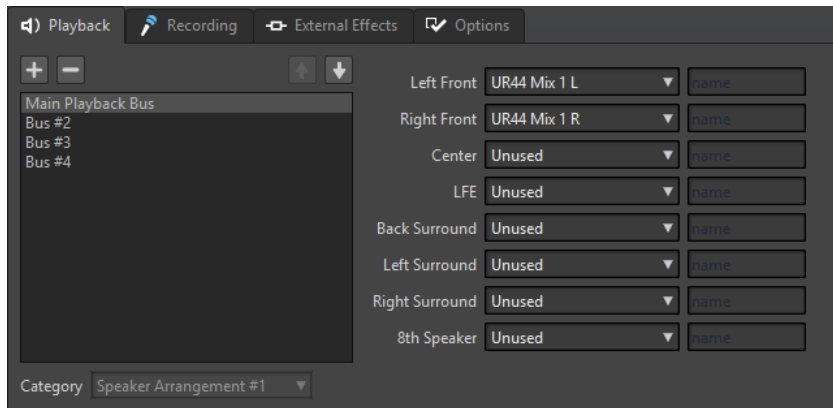 Playback Recording External Effects Options
Main Playback Bus
Bus #2
Bus #3
Bus #4
Left Front UR44 Mix 1 L name
Right Front UR44 Mix 1 R name
Center Unused name
LFE Unused name
Back Surround Unused name
Left Surround Unused name
Right Surround Unused name
8th Speaker Unused name
Category Speaker Arrangement #1